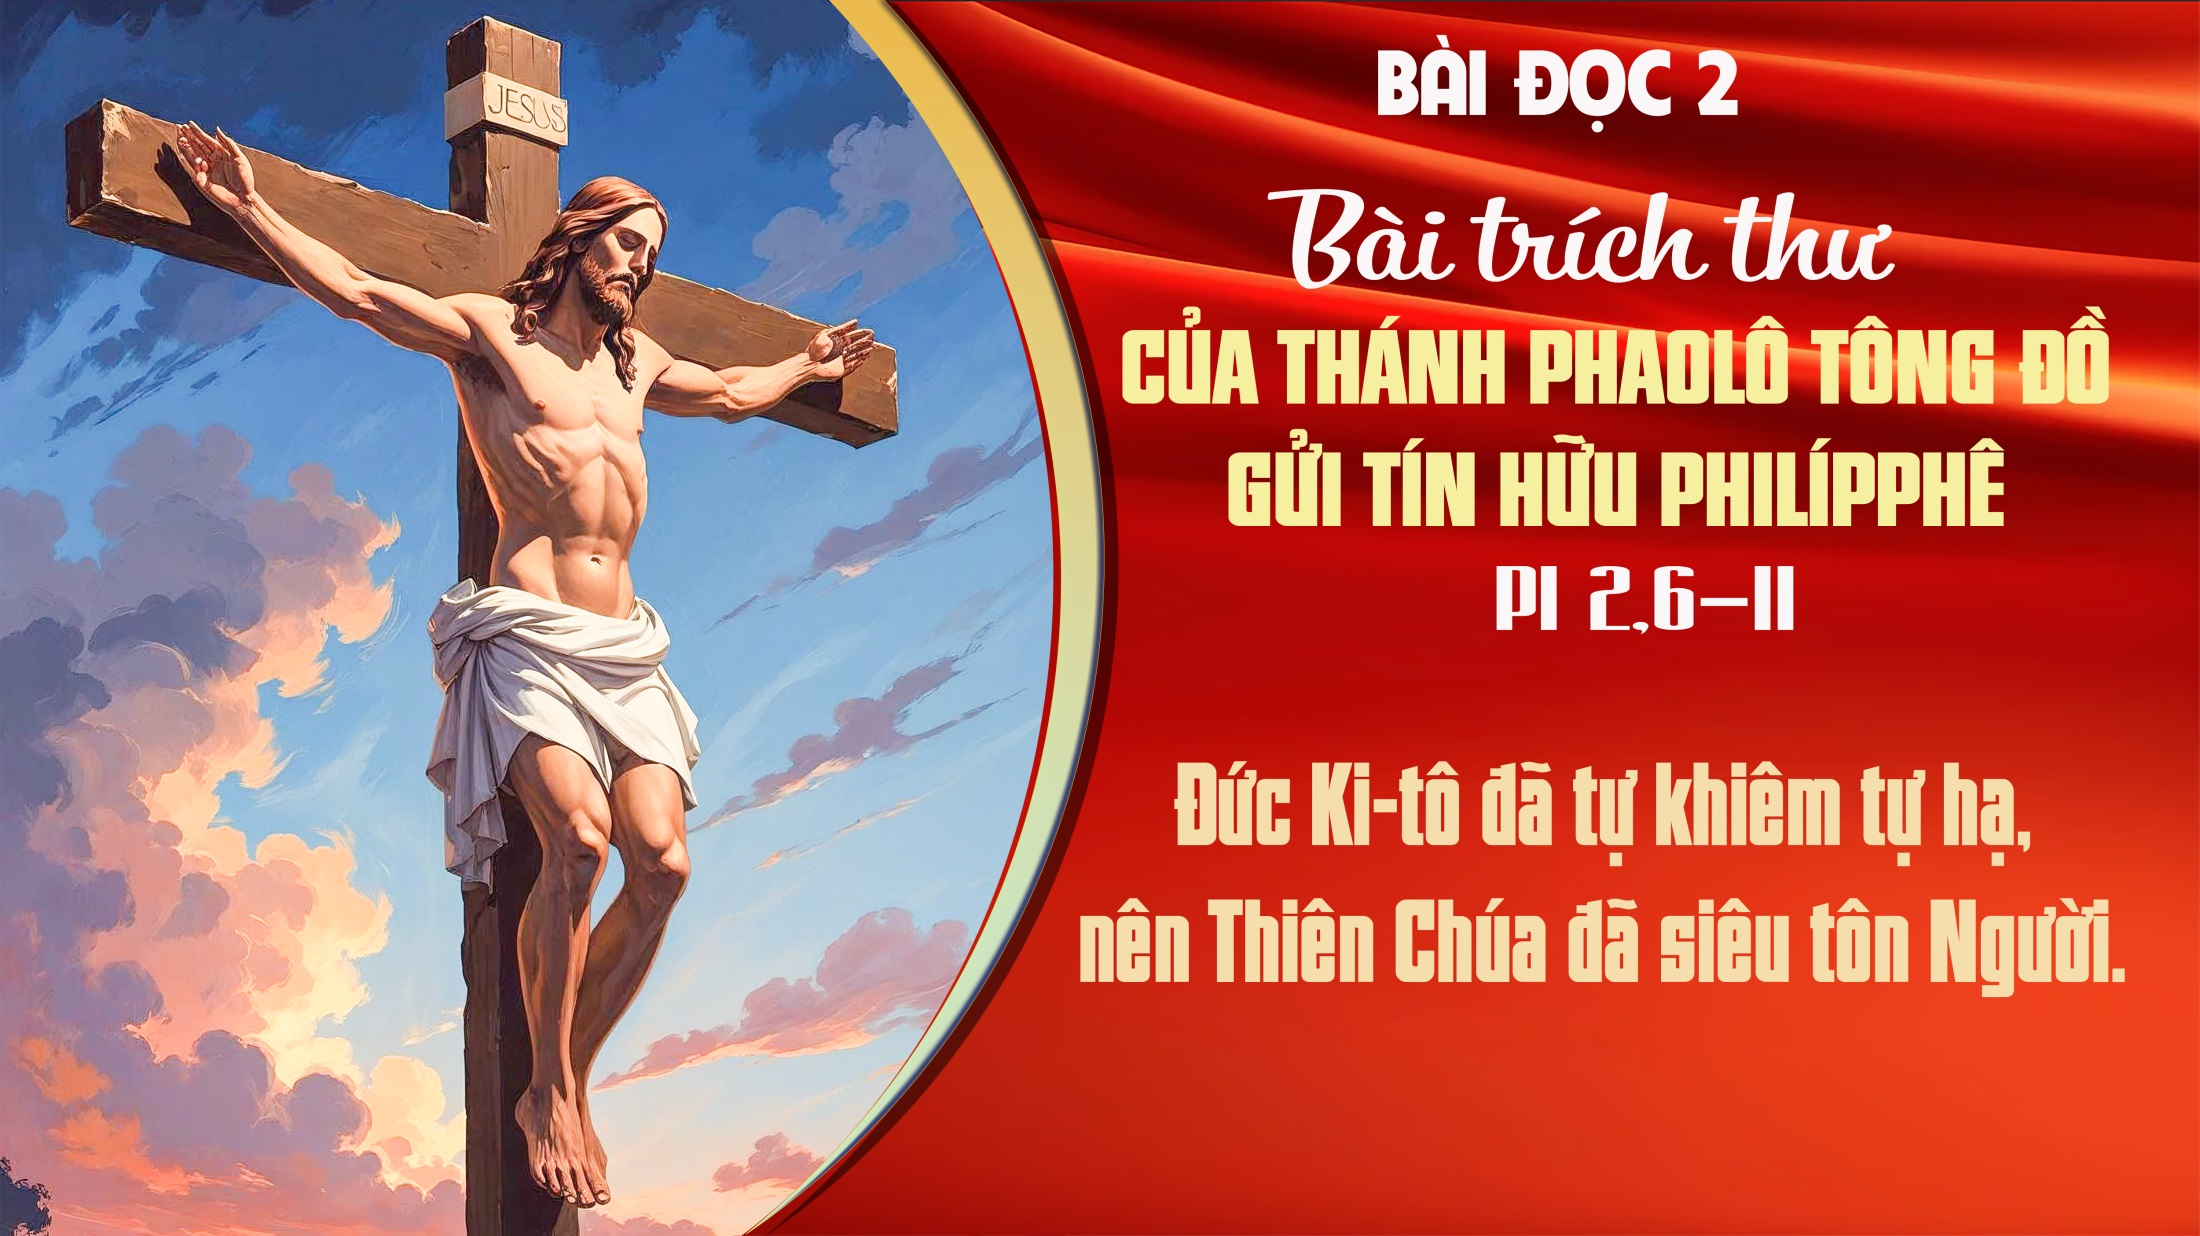 JESUS
BÀI ĐỌC 2
Bài trích thư
CỦA THÁNH PHAOLÔ TÔNG ĐỒ
GỬI TÍN HỮU PHILÍPPHÊ
Pl 2,6-11
Đức Ki-tô đã tự khiêm tự hạ,
nên Thiên Chúa đã siêu tôn Người.